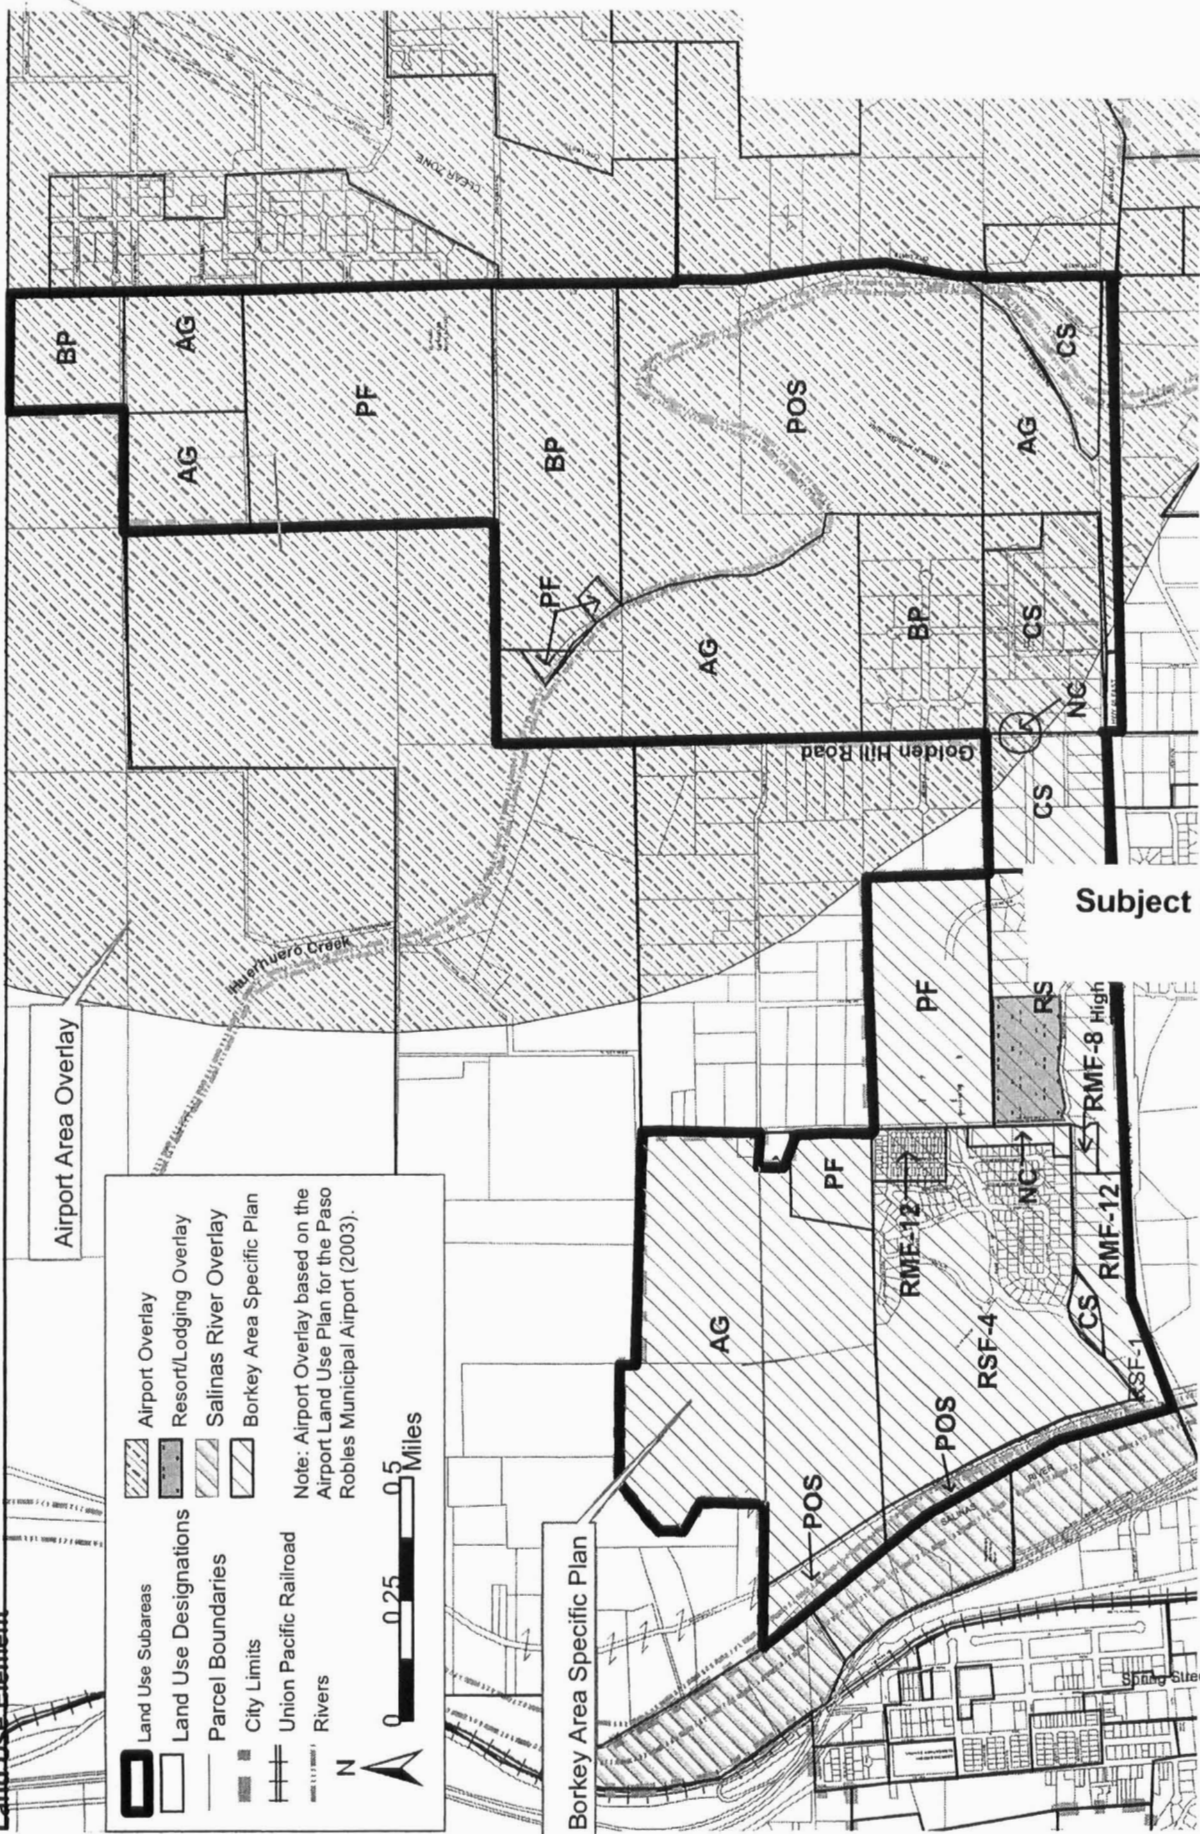 Land Use Element
Airport Area Overlay
Land Use Subareas
Land Use Designations
Parcel Boundaries
City Limits
Union Pacific Railroad
Rivers
Airport Overlay
Resort/Lodging Overlay
Salinas River Overlay
Borkey Area Specific Plan
Note: Airport Overlay based on the
Airport Land Use Plan for the Paso
Robles Municipal Airport (2003).
N
0
0 25
0 5
Miles
Borkey Area Specific Plan
Huerhuero Creek
CLEAR ZONE
BP
AG
AG
PF
BP
PF
POS
AG
CS
AG
BP
CS
NC
Golden Hill Road
CS
PF
Subject
RS
RMF-8
High
AG
PF
RMF-12
NC
RMF-12
CS
RSF-4
RSF-1
POS
POS
SALINAS
RIVER